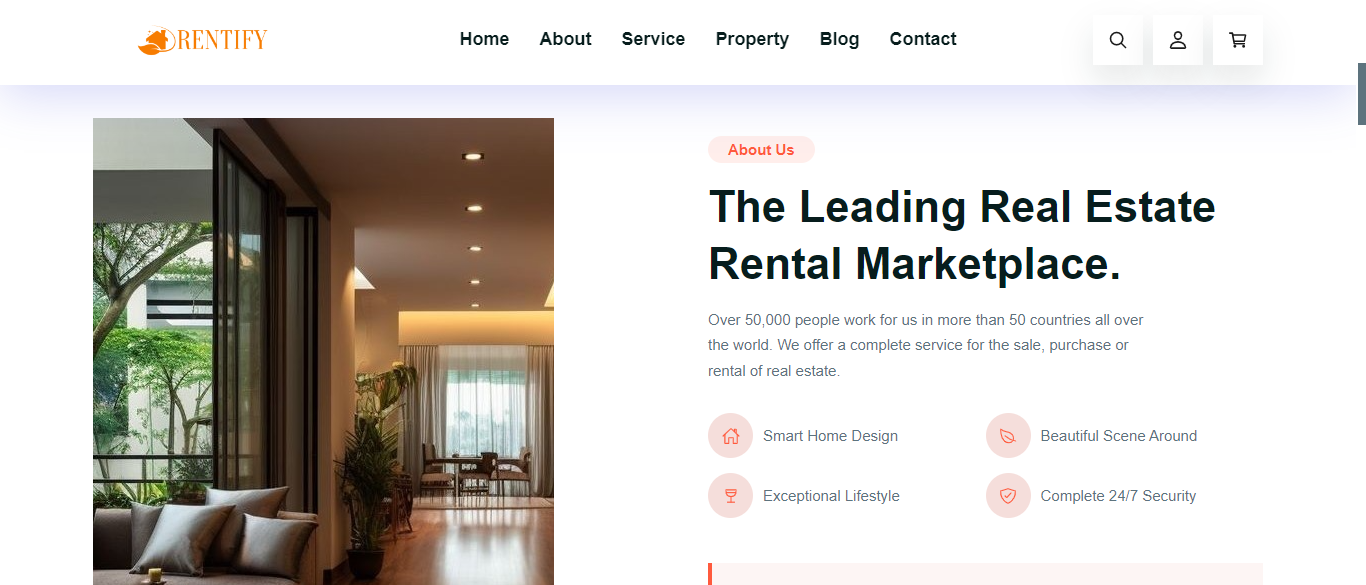 RENTIFY
Home About Service Property Blog Contact
About Us
The Leading Real Estate
Rental Marketplace.
Over 50,000 people work for us in more than 50 countries all over
the world. We offer a complete service for the sale, purchase or
rental of real estate.
Smart Home Design
Beautiful Scene Around
Exceptional Lifestyle
Complete 24/7 Security